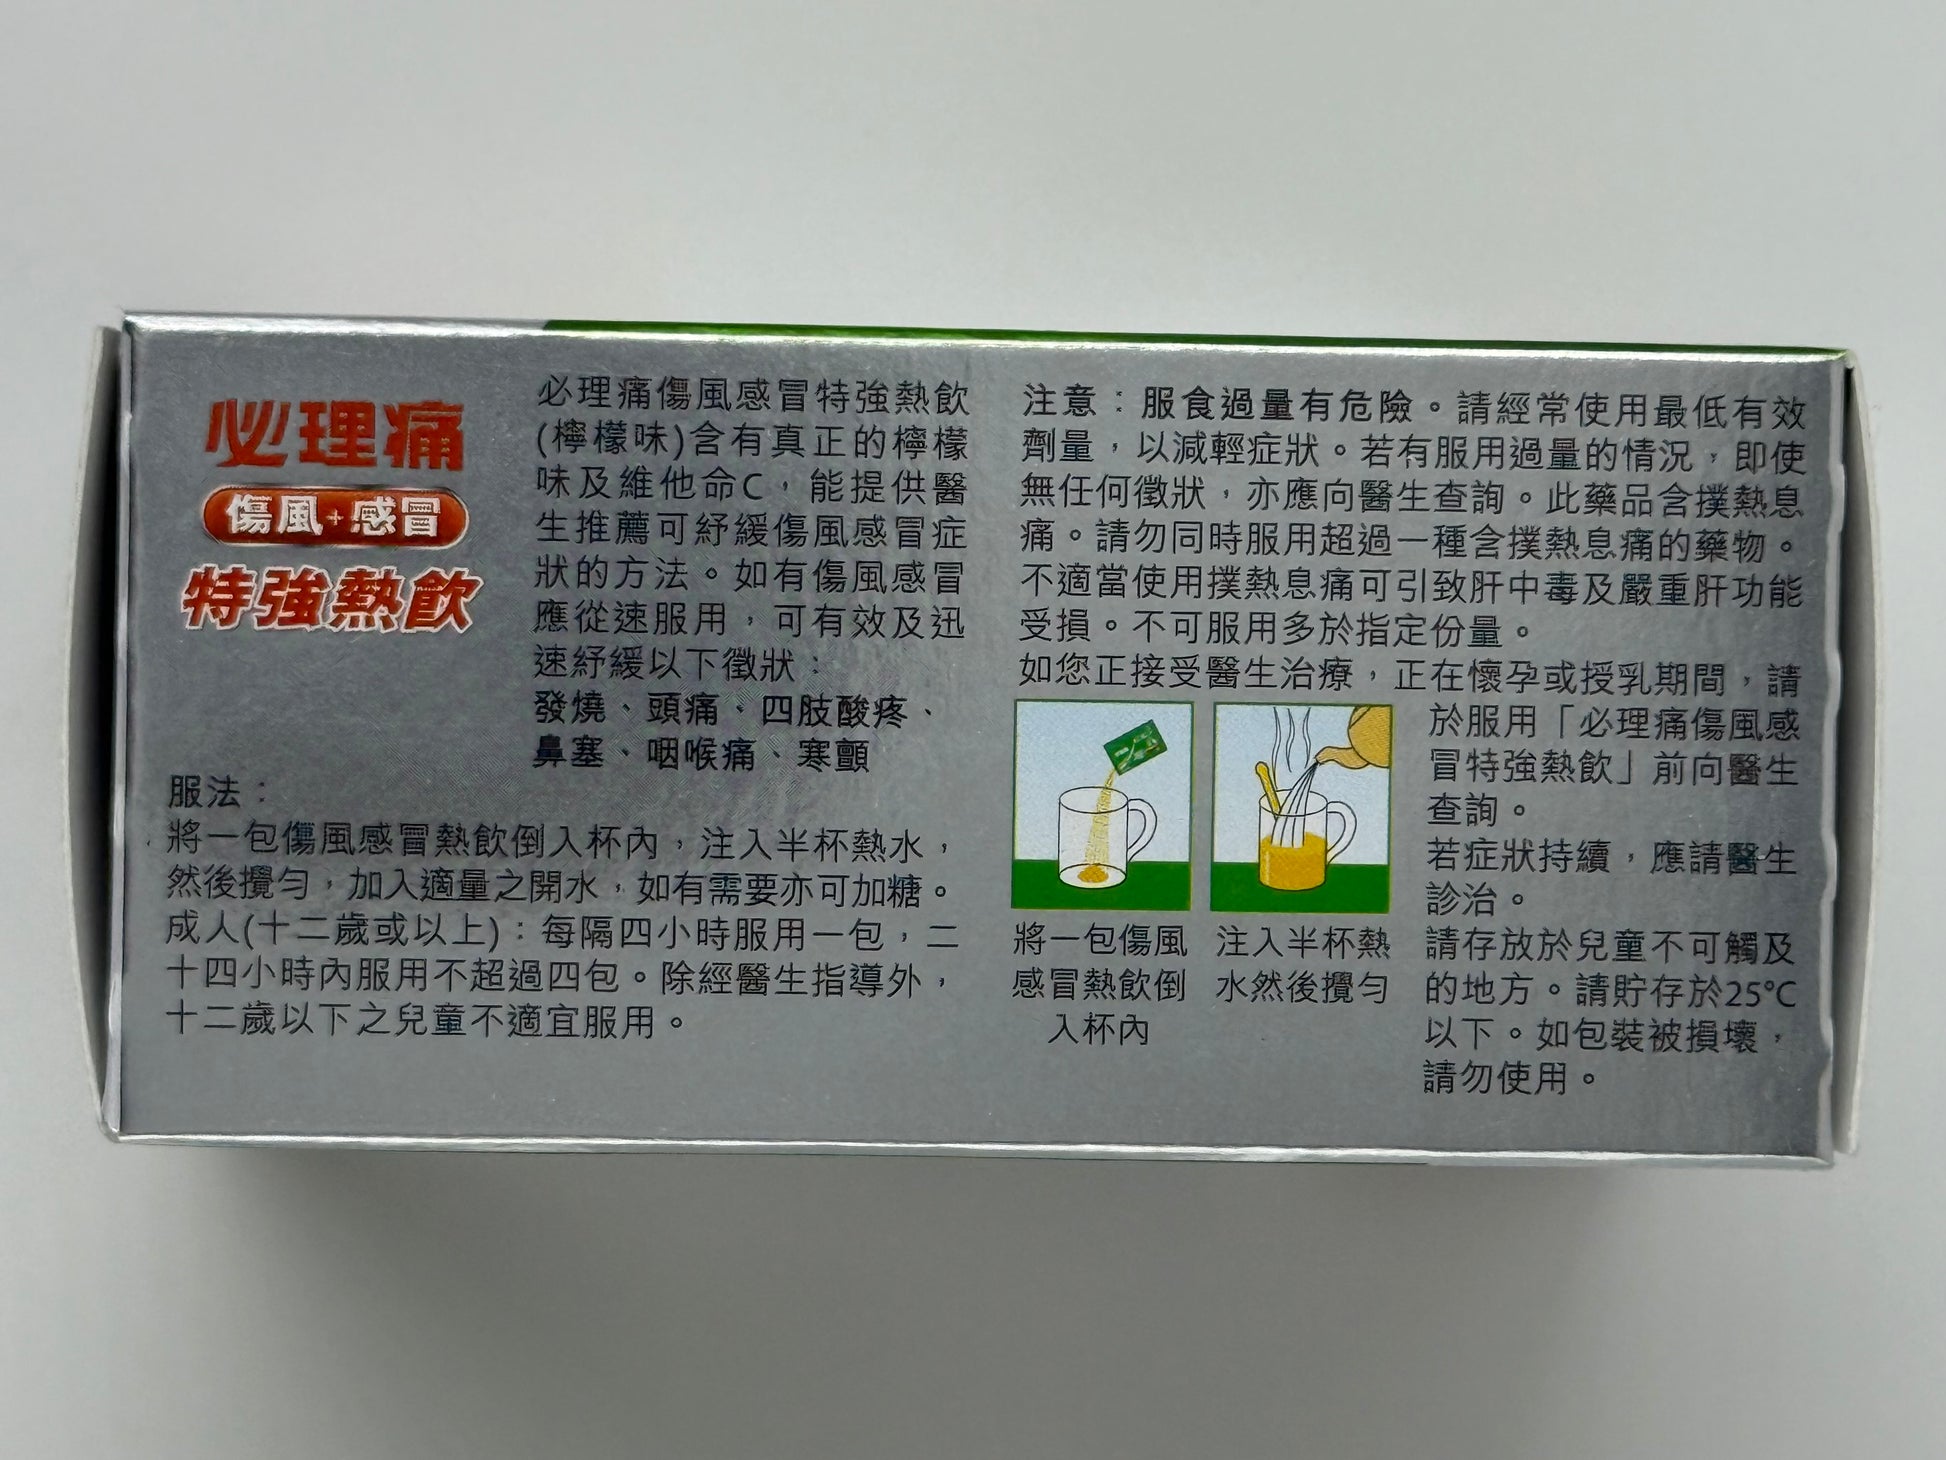 必理痛
傷風+感冒
特強熱飲
必理痛傷風感冒特強熱飲
(檸檬味)含有真正的檸檬
味及維他命C，能提供醫
生推薦可紓緩傷風感冒症
狀的方法。如有傷風感冒
應從速服用，可有效及迅
速紓緩以下徵狀：
發燒、頭痛、四肢酸疼、
鼻塞、咽喉痛、寒顫
服法：
將一包傷風感冒熱飲倒入杯內，注入半杯熱水，
然後攪勻，加入適量之開水，如有需要亦可加糖。
成人(十二歲或以上)：每隔四小時服用一包，二
十四小時內服用不超過四包。除經醫生指導外，
十二歲以下之兒童不適宜服用。
注意：服食過量有危險。請經常使用最低有效
劑量，以減輕症狀。若有服用過量的情況，即使
無任何徵狀，亦應向醫生查詢。此藥品含撲熱息
痛。請勿同時服用超過一種含撲熱息痛的藥物。
不適當使用撲熱息痛可引致肝中毒及嚴重肝功能
受損。不可服用多於指定份量。
如您正接受醫生治療，正在懷孕或授乳期間，請
於服用「必理痛傷風感
冒特強熱飲」前向醫生
查詢。
若症狀持續，應請醫生
診治。
請存放於兒童不可觸及
的地方。請貯存於25°C
以下。如包裝被損壞，
請勿使用。
將一包傷風
感冒熱飲倒
入杯內
注入半杯熱
水然後攪勻